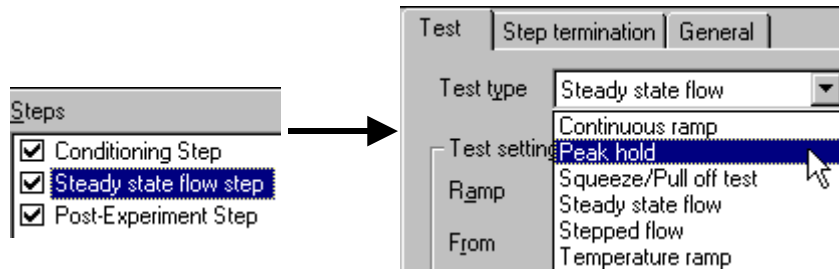 Steps
Conditioning Step
Steady state flow step
Post-Experiment Step
Test Step termination General
Test type Steady state flow
Continuous ramp
Test setting Peak hold
Squeeze/Pull off test
Ramp Steady state flow
Stepped flow
From Temperature ramp